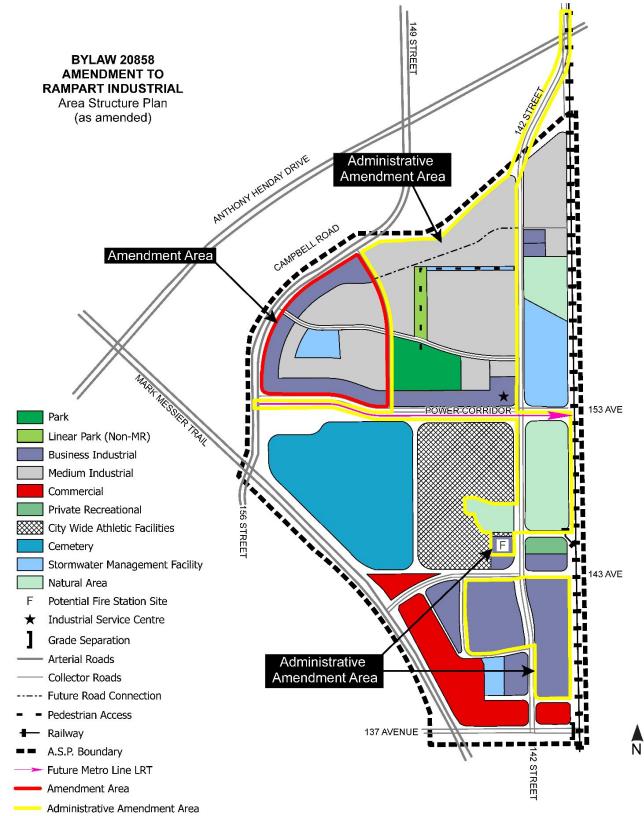 BYLAW 20858
AMENDMENT TO
RAMPART INDUSTRIAL
Area Structure Plan
(as amended)
149 STREET
142 STREET
Administrative
Amendment Area
ANTHONY HENDAY DRIVE
CAMPBELL ROAD
Amendment Area
MARK MESSIER TRAIL
POWER CORRIDOR
153 AVE
156 STREET
F
143 AVE
Administrative
Amendment Area
137 AVENUE
142 STREET
N
Park
Linear Park (Non-MR)
Business Industrial
Medium Industrial
Commercial
Private Recreational
City Wide Athletic Facilities
Cemetery
Stormwater Management Facility
Natural Area
F Potential Fire Station Site
Industrial Service Centre
Grade Separation
Arterial Roads
Collector Roads
Future Road Connection
Pedestrian Access
Railway
A.S.P. Boundary
Future Metro Line LRT
Amendment Area
Administrative Amendment Area